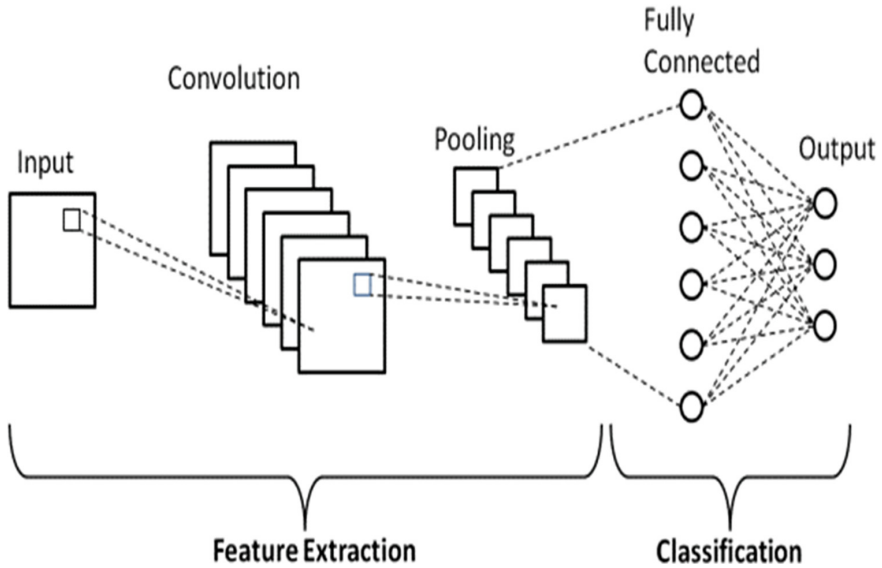 Fully
Connected
Convolution
Pooling
Output
Input
Feature Extraction
Classification